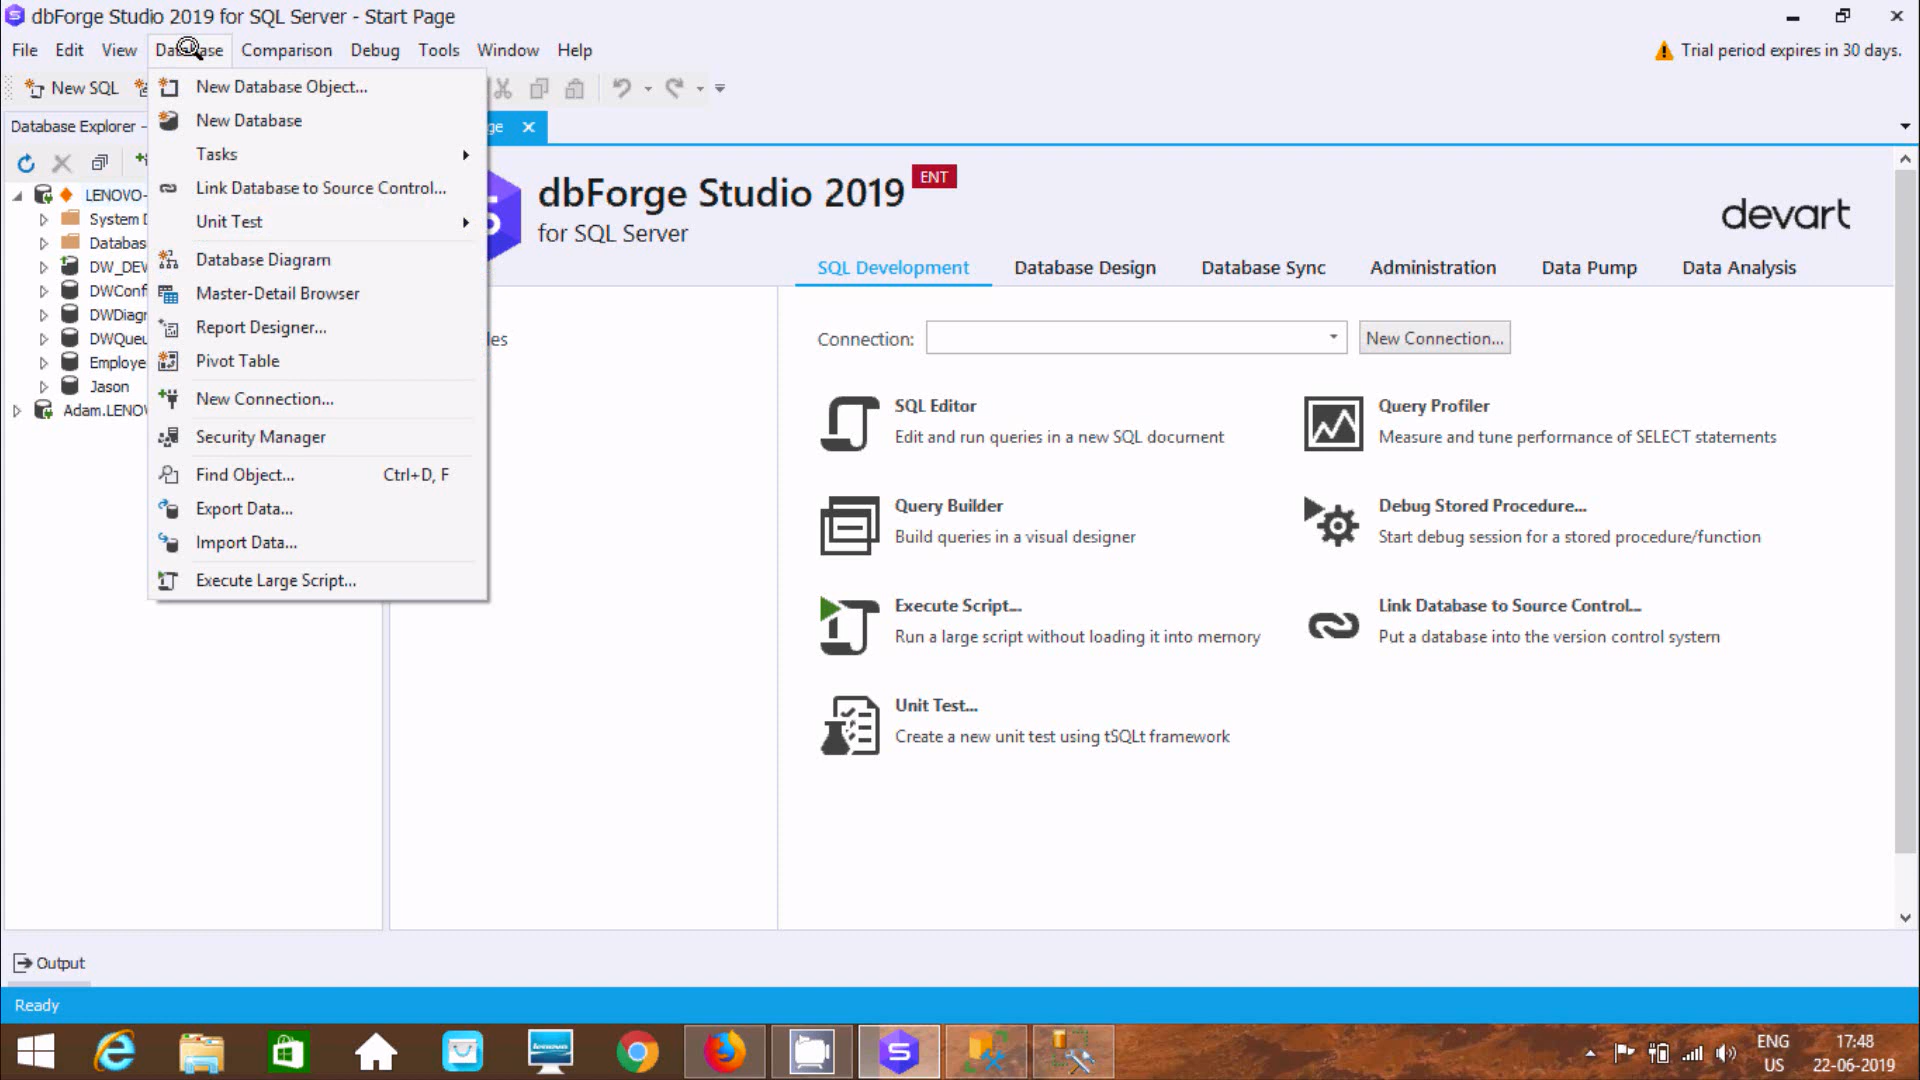 dbForge Studio 2019 for SQL Server - Start Page
File Edit View Database Comparison Debug Tools Window Help
Trial period expires in 30 days.
New SQL
Database Explorer -
LENOVO-
System D
Databas
DW_DEV
DWConf
DWDiagr
DWQueu
Employe
Jason
Adam.LENO
New Database Object...
New Database
Tasks
Link Database to Source Control...
Unit Test
Database Diagram
Master-Detail Browser
Report Designer...
Pivot Table
New Connection...
Security Manager
Find Object... Ctrl+D, F
Export Data...
Import Data...
Execute Large Script...
ge
les
dbForge Studio 2019 ENT
for SQL Server
devart
SQL Development Database Design Database Sync Administration Data Pump Data Analysis
Connection: New Connection...
SQL Editor
Edit and run queries in a new SQL document
Query Profiler
Measure and tune performance of SELECT statements
Query Builder
Build queries in a visual designer
Debug Stored Procedure...
Start debug session for a stored procedure/function
Execute Script...
Run a large script without loading it into memory
Link Database to Source Control...
Put a database into the version control system
Unit Test...
Create a new unit test using tSQLt framework
Output
Ready
ENG
US
17:48
22-06-2019